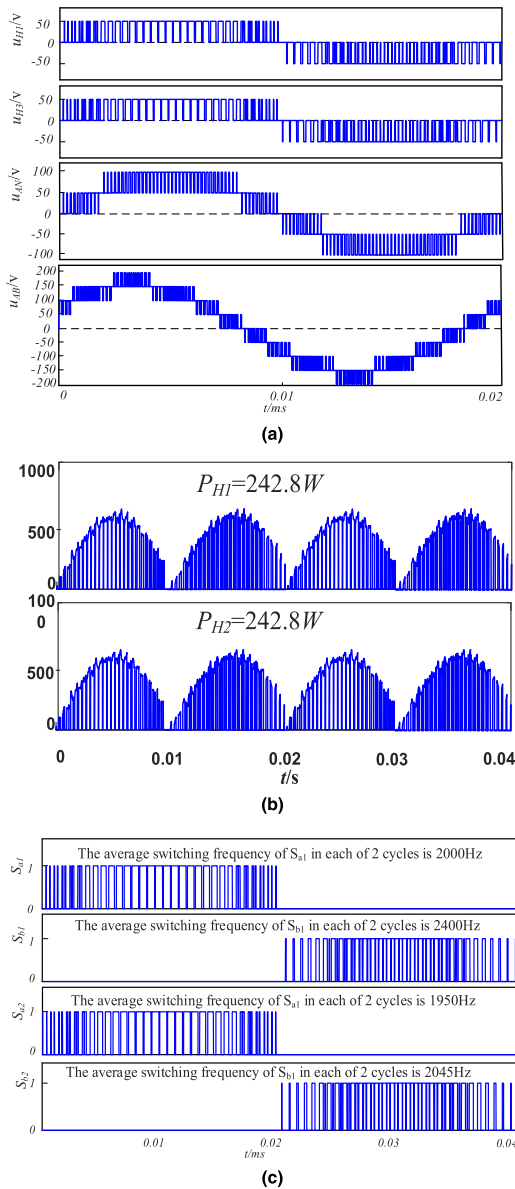 u_H1/v
50
0
-50
u_H3/v
50
0
-50
u_AN/v
100
50
0
-50
-100
u_AB/v
200
150
100
50
0
-50
-100
-150
-200
0 0.01 0.02
t/ms
(a)
1000
500
0
P_H1=242.8W
100
0
500
0
P_H2=242.8W
0 0.01 0.02 0.03 0.04
t/s
(b)
S_a1
1
0
The average switching frequency of S_a1 in each of 2 cycles is 2000Hz
S_b1
1
0
The average switching frequency of S_b1 in each of 2 cycles is 2400Hz
S_a2
1
0
The average switching frequency of S_a1 in each of 2 cycles is 1950Hz
S_b2
1
0
The average switching frequency of S_b1 in each of 2 cycles is 2045Hz
0.01 0.02 0.03 0.04
t/ms
(c)